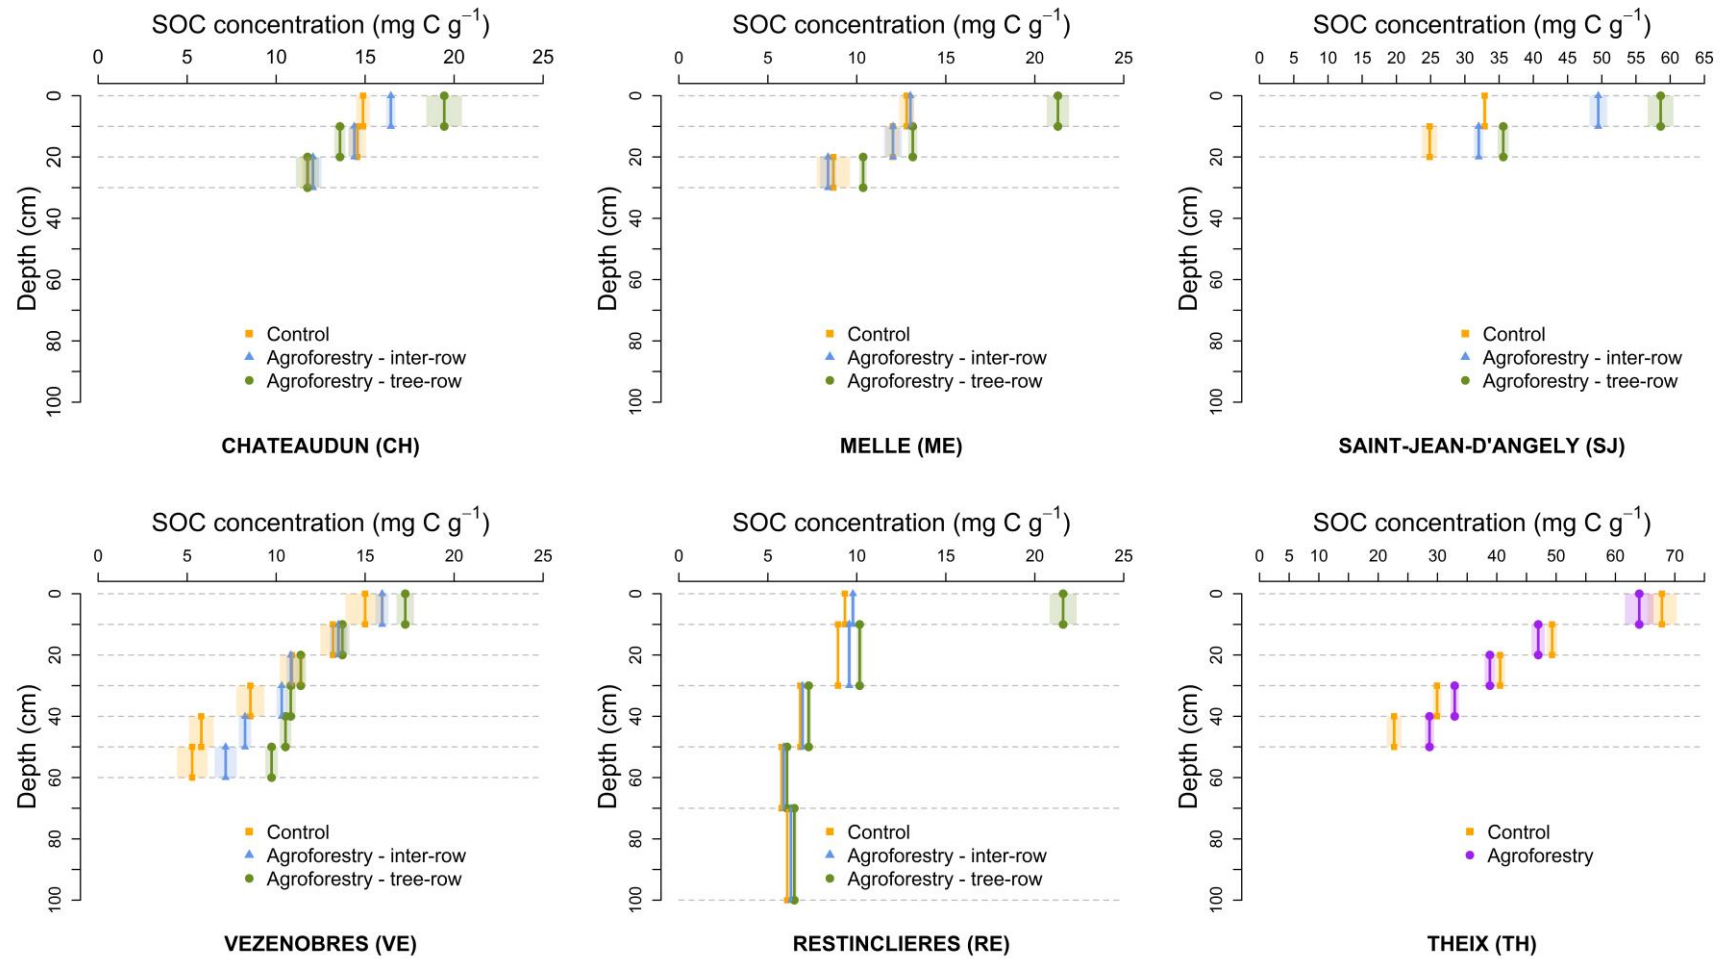 SOC concentration (mg C g⁻¹)
0 5 10 15 20 25
Depth (cm)
0 20 40 60 80 100
Control
Agroforestry - inter-row
Agroforestry - tree-row
CHATEAUDUN (CH)
SOC concentration (mg C g⁻¹)
0 5 10 15 20 25
Depth (cm)
0 20 40 60 80 100
Control
Agroforestry - inter-row
Agroforestry - tree-row
MELLE (ME)
SOC concentration (mg C g⁻¹)
0 5 10 15 20 25 30 35 40 45 50 55 60 65
Depth (cm)
0 20 40 60 80 100
Control
Agroforestry - inter-row
Agroforestry - tree-row
SAINT-JEAN-D'ANGELY (SJ)
SOC concentration (mg C g⁻¹)
0 5 10 15 20 25
Depth (cm)
0 20 40 60 80 100
Control
Agroforestry - inter-row
Agroforestry - tree-row
VEZENOBRES (VE)
SOC concentration (mg C g⁻¹)
0 5 10 15 20 25
Depth (cm)
0 20 40 60 80 100
Control
Agroforestry - inter-row
Agroforestry - tree-row
RESTINCLIERES (RE)
SOC concentration (mg C g⁻¹)
0 5 10 20 30 40 50 60 70
Depth (cm)
0 20 40 60 80 100
Control
Agroforestry
THEIX (TH)